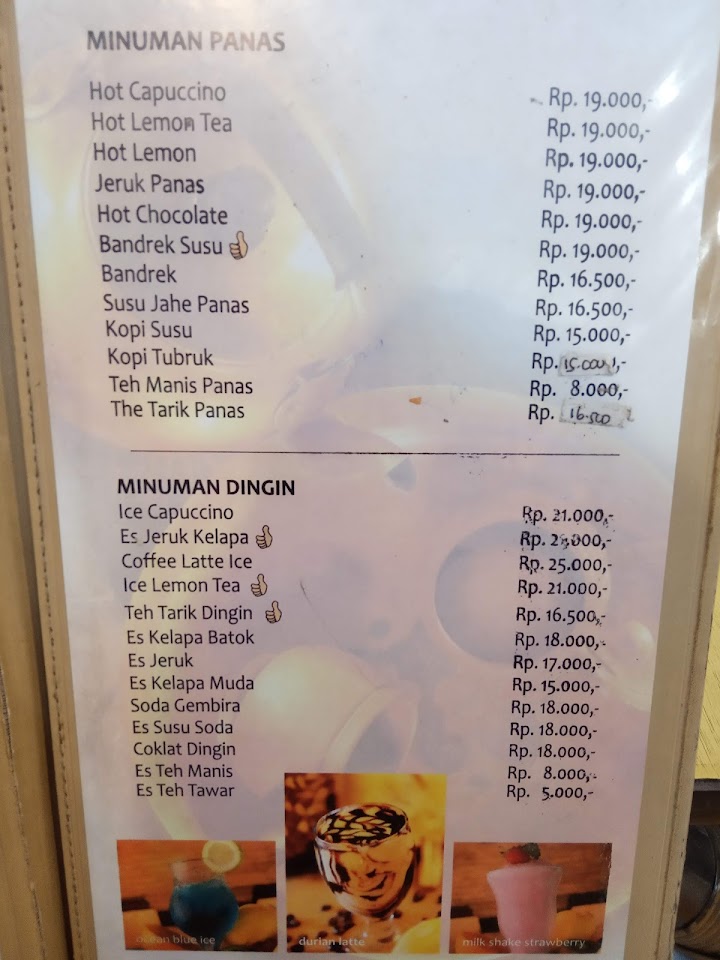 MINUMAN PANAS
Hot Capuccino Rp. 19.000,-
Hot Lemon Tea Rp. 19.000,-
Hot Lemon Rp. 19.000,-
Jeruk Panas Rp. 19.000,-
Hot Chocolate Rp. 19.000,-
Bandrek Susu Rp. 19.000,-
Bandrek Rp. 16.500,-
Susu Jahe Panas Rp. 16.500,-
Kopi Susu Rp. 15.000,-
Kopi Tubruk Rp. 15.000,-
Teh Manis Panas Rp. 8.000,-
The Tarik Panas Rp. 16.500
MINUMAN DINGIN
Ice Capuccino Rp. 21.000,-
Es Jeruk Kelapa Rp.
Coffee Latte Ice Rp. 25.000,-
Ice Lemon Tea Rp. 21.000,-
Teh Tarik Dingin Rp. 16.500,-
Es Kelapa Batok Rp. 18.000,-
Es Jeruk Rp. 17.000,-
Es Kelapa Muda Rp. 15.000,-
Soda Gembira Rp. 18.000,-
Es Susu Soda Rp. 18.000,-
Coklat Dingin Rp. 18.000,-
Es Teh Manis Rp. 8.000,-
Es Teh Tawar Rp. 5.000,-
ocean blue ice
durian latte
milk shake strawberry